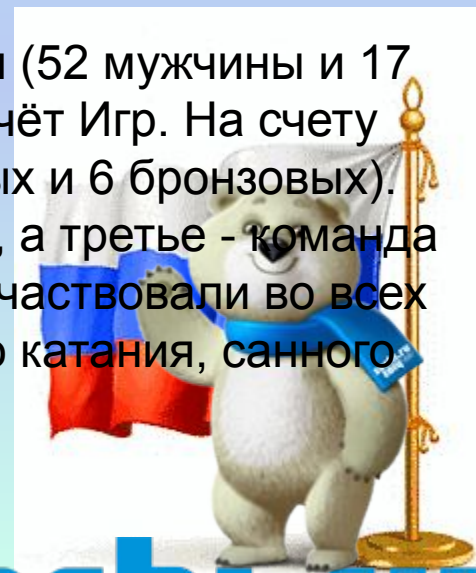 (52 мужчины и 17
чёт Игр. На счету
ых и 6 бронзовых).
, а третье - команда
частвовали во всех
о катания, санного